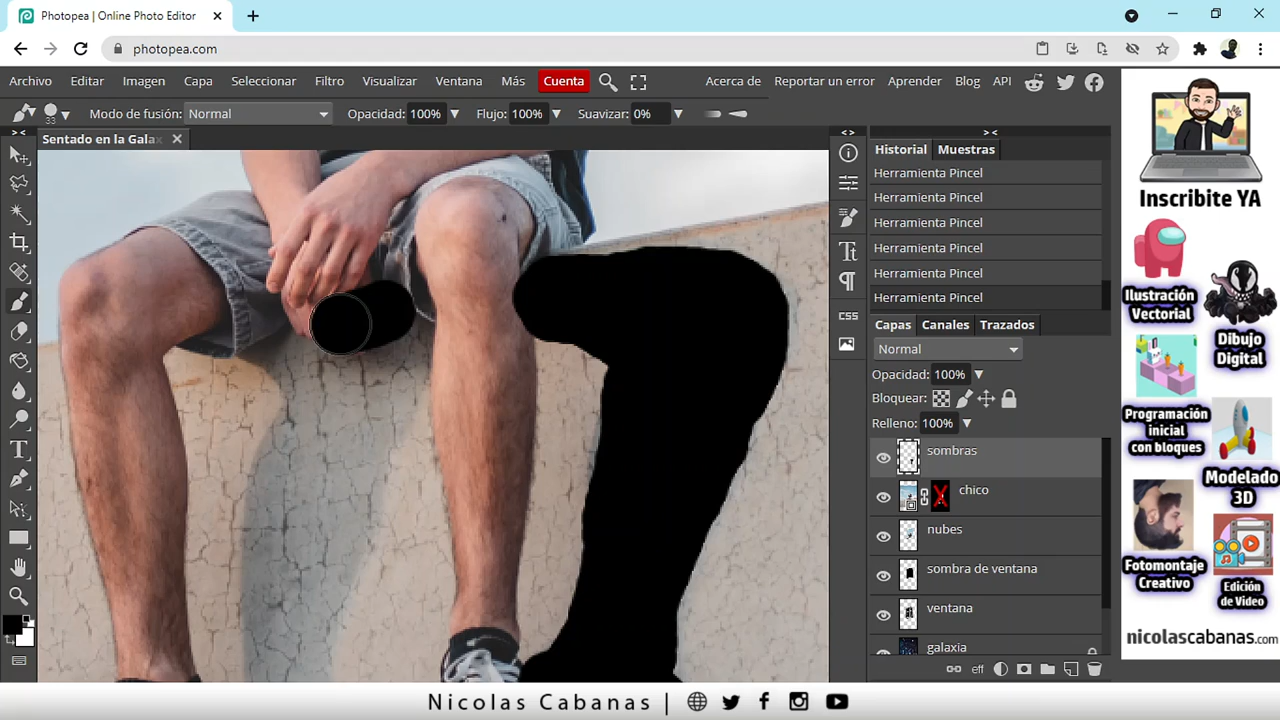 Photopea | Online Photo Editor
photopea.com
Archivo Editar Imagen Capa Seleccionar Filtro Visualizar Ventana Más Cuenta Acerca de Reportar un error Aprender Blog API
33 Modo de fusión: Normal Opacidad: 100% Flujo: 100% Suavizar: 0%
Sentado en la Gala
Historial Muestras
Herramienta Pincel
Herramienta Pincel
Herramienta Pincel
Herramienta Pincel
Herramienta Pincel
Herramienta Pincel
CSS
Capas Canales Trazados
Normal
Opacidad: 100%
Bloquear:
Relleno: 100%
sombras
chico
nubes
sombra de ventana
ventana
galaxia
eff
Inscribite YA
Ilustración
Vectorial
Dibujo
Digital
Programación
inicial
con bloques
Modelado
3D
Fotomontaje
Creativo
Edición
de Video
nicolascabanas.com
Nicolas Cabanas |